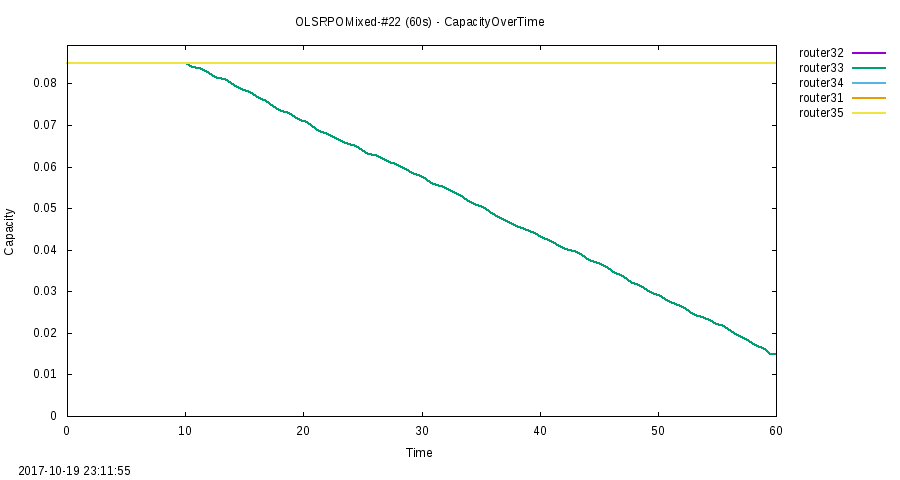 OLSRPOMixed-#22 (60s) - CapacityOverTime
router32
router33
router34
router31
router35
0.08
0.07
0.06
0.05
0.04
0.03
0.02
0.01
0
Capacity
0 10 20 30 40 50 60
Time
2017-10-19 23:11:55